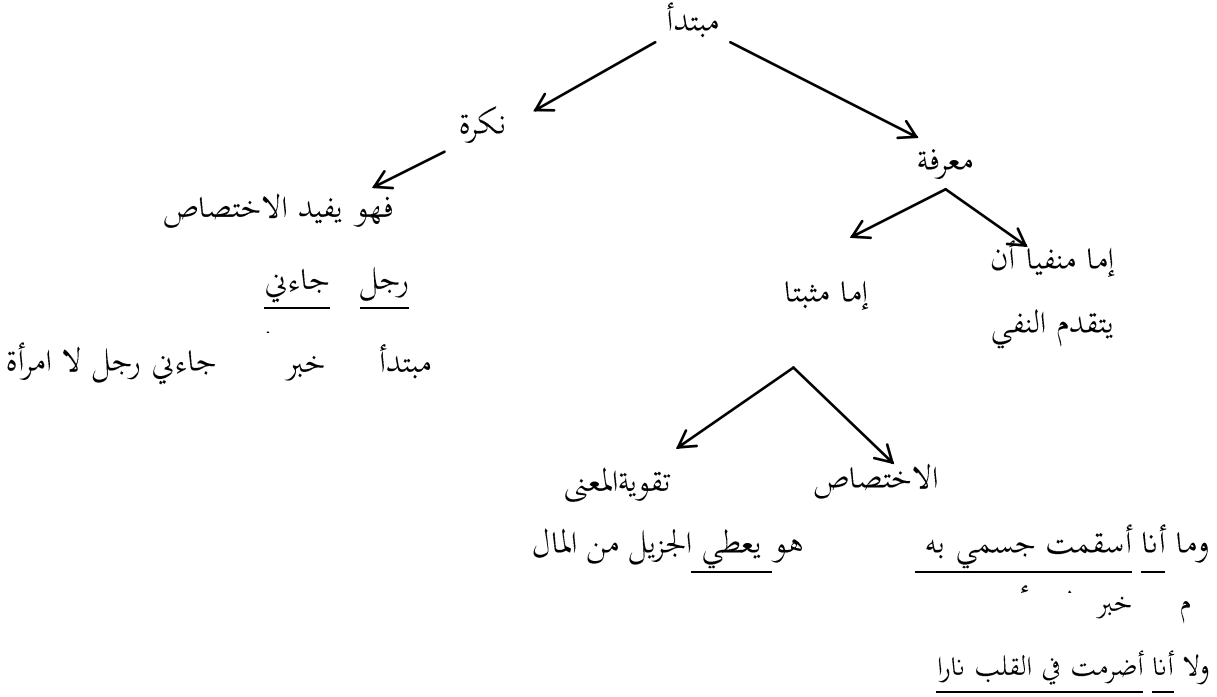 مبتدأ
نكرة
معرفة
فهو يفيد الاختصاص
إما منفيا أن
يتقدم النفي
إما مثبتا
رجل جاءني
مبتدأ خبر جاءني رجل لا امرأة
الاختصاص
تقوية المعنى
وما أنا أسقمت جسمي به
هو يعطي الجزيل من المال
م خبر
ولا أنا أضرمت في القلب نارا